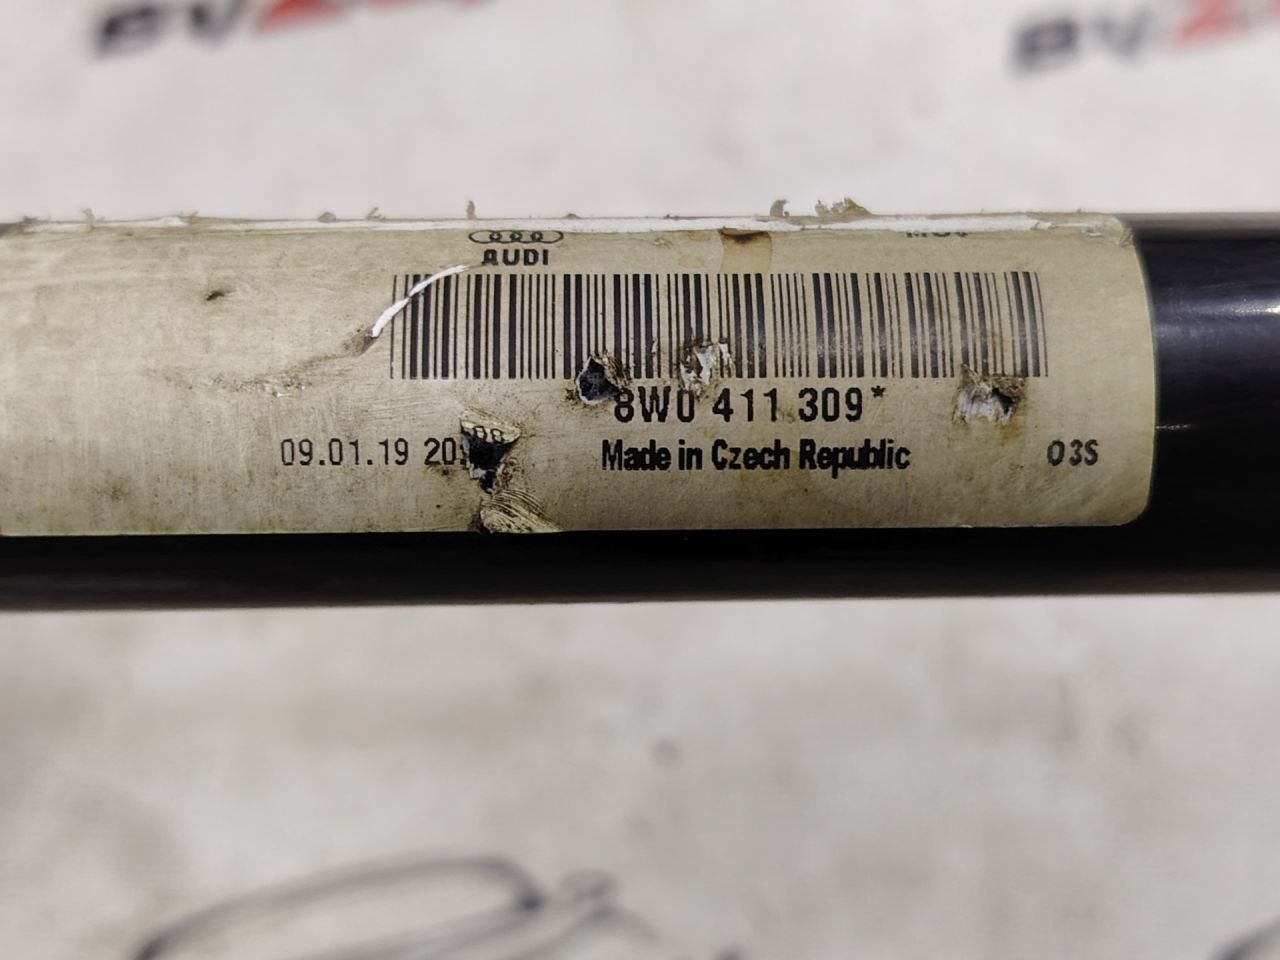 AUDI
8W0 411 309*
09.01.19
Made in Czech Republic
03S